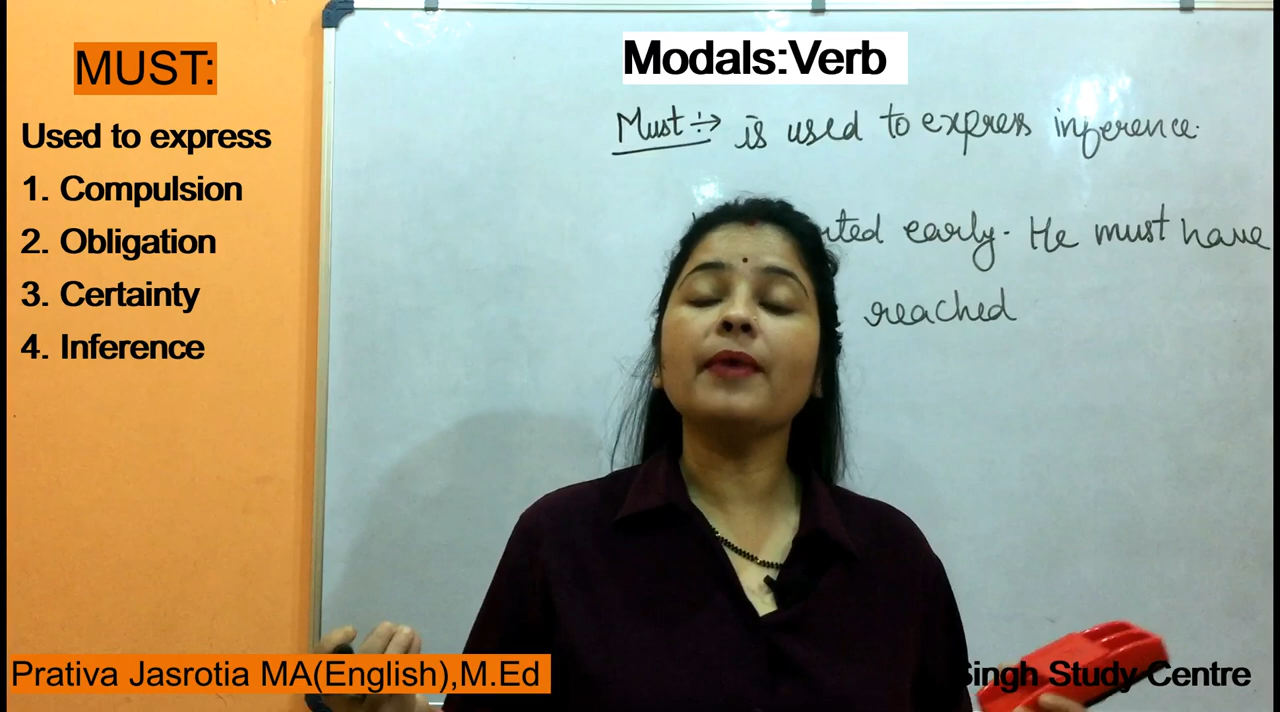 MUST:
Used to express
1. Compulsion
2. Obligation
3. Certainty
4. Inference
Modals:Verb
Must :→ is used to express inference.
early. He must have
reached
Prativa Jasrotia MA(English),M.Ed
Singh Study Centre